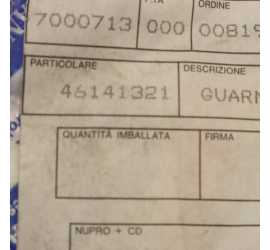 ORDINE
7000713 000 00819
PARTICOLARE DESCRIZIONE
46141321 GUARN
QUANTITÀ IMBALLATA FIRMA
NUPRO + CD